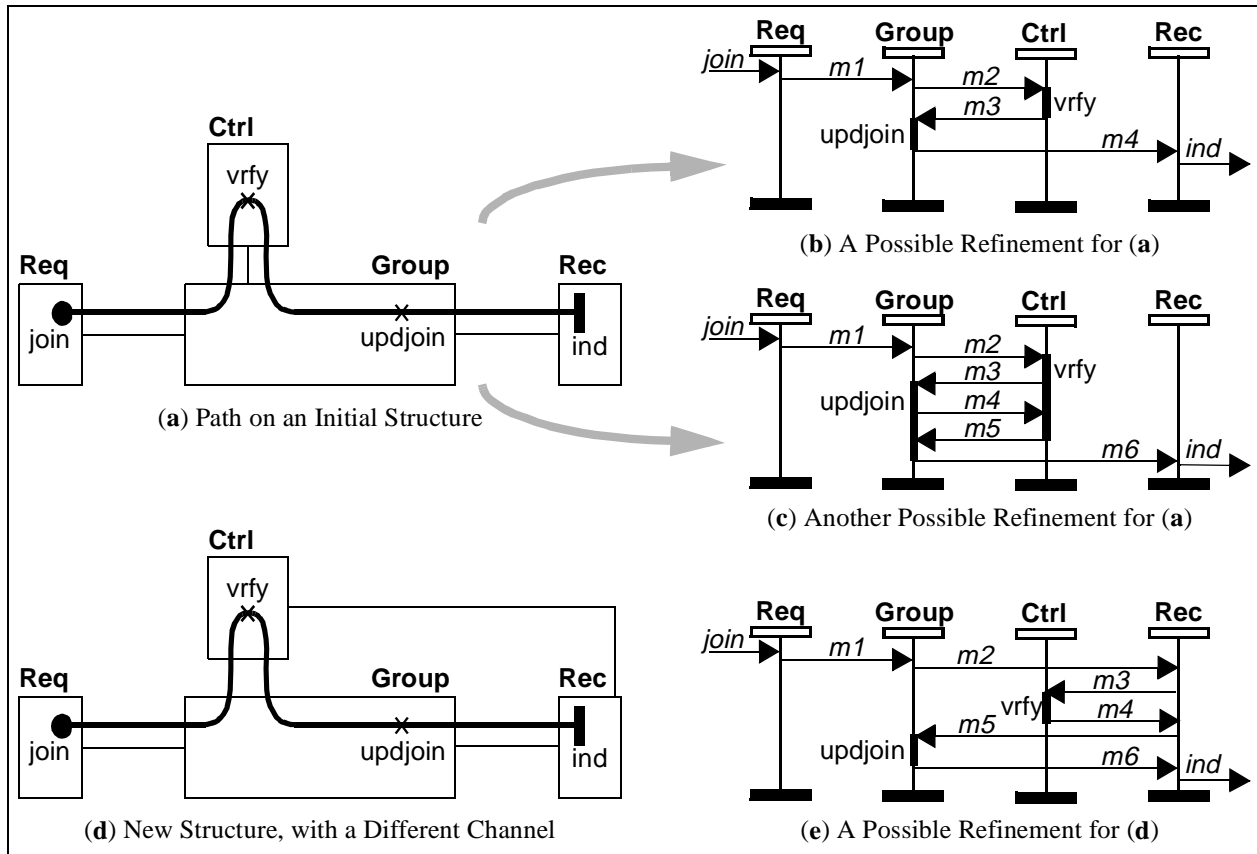 Ctrl
vrfy
Req
Group
Rec
join
updjoin
ind
(a) Path on an Initial Structure
Req Group Ctrl Rec
join
m1
m2
m3
vrfy
updjoin
m4
ind
(b) A Possible Refinement for (a)
Req Group Ctrl Rec
join
m1
m2
m3
vrfy
updjoin
m4
m5
m6
ind
(c) Another Possible Refinement for (a)
Ctrl
vrfy
Req
Group
Rec
join
updjoin
ind
(d) New Structure, with a Different Channel
Req Group Ctrl Rec
join
m1
m2
m3
vrfy
m4
m5
updjoin
m6
ind
(e) A Possible Refinement for (d)